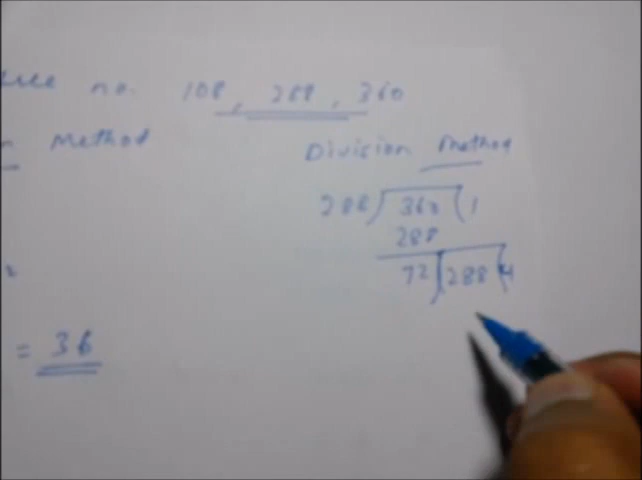 no. 108, 288, 360
Method
Division Method
288) 360 (1
288
72) 288 (4
= 36